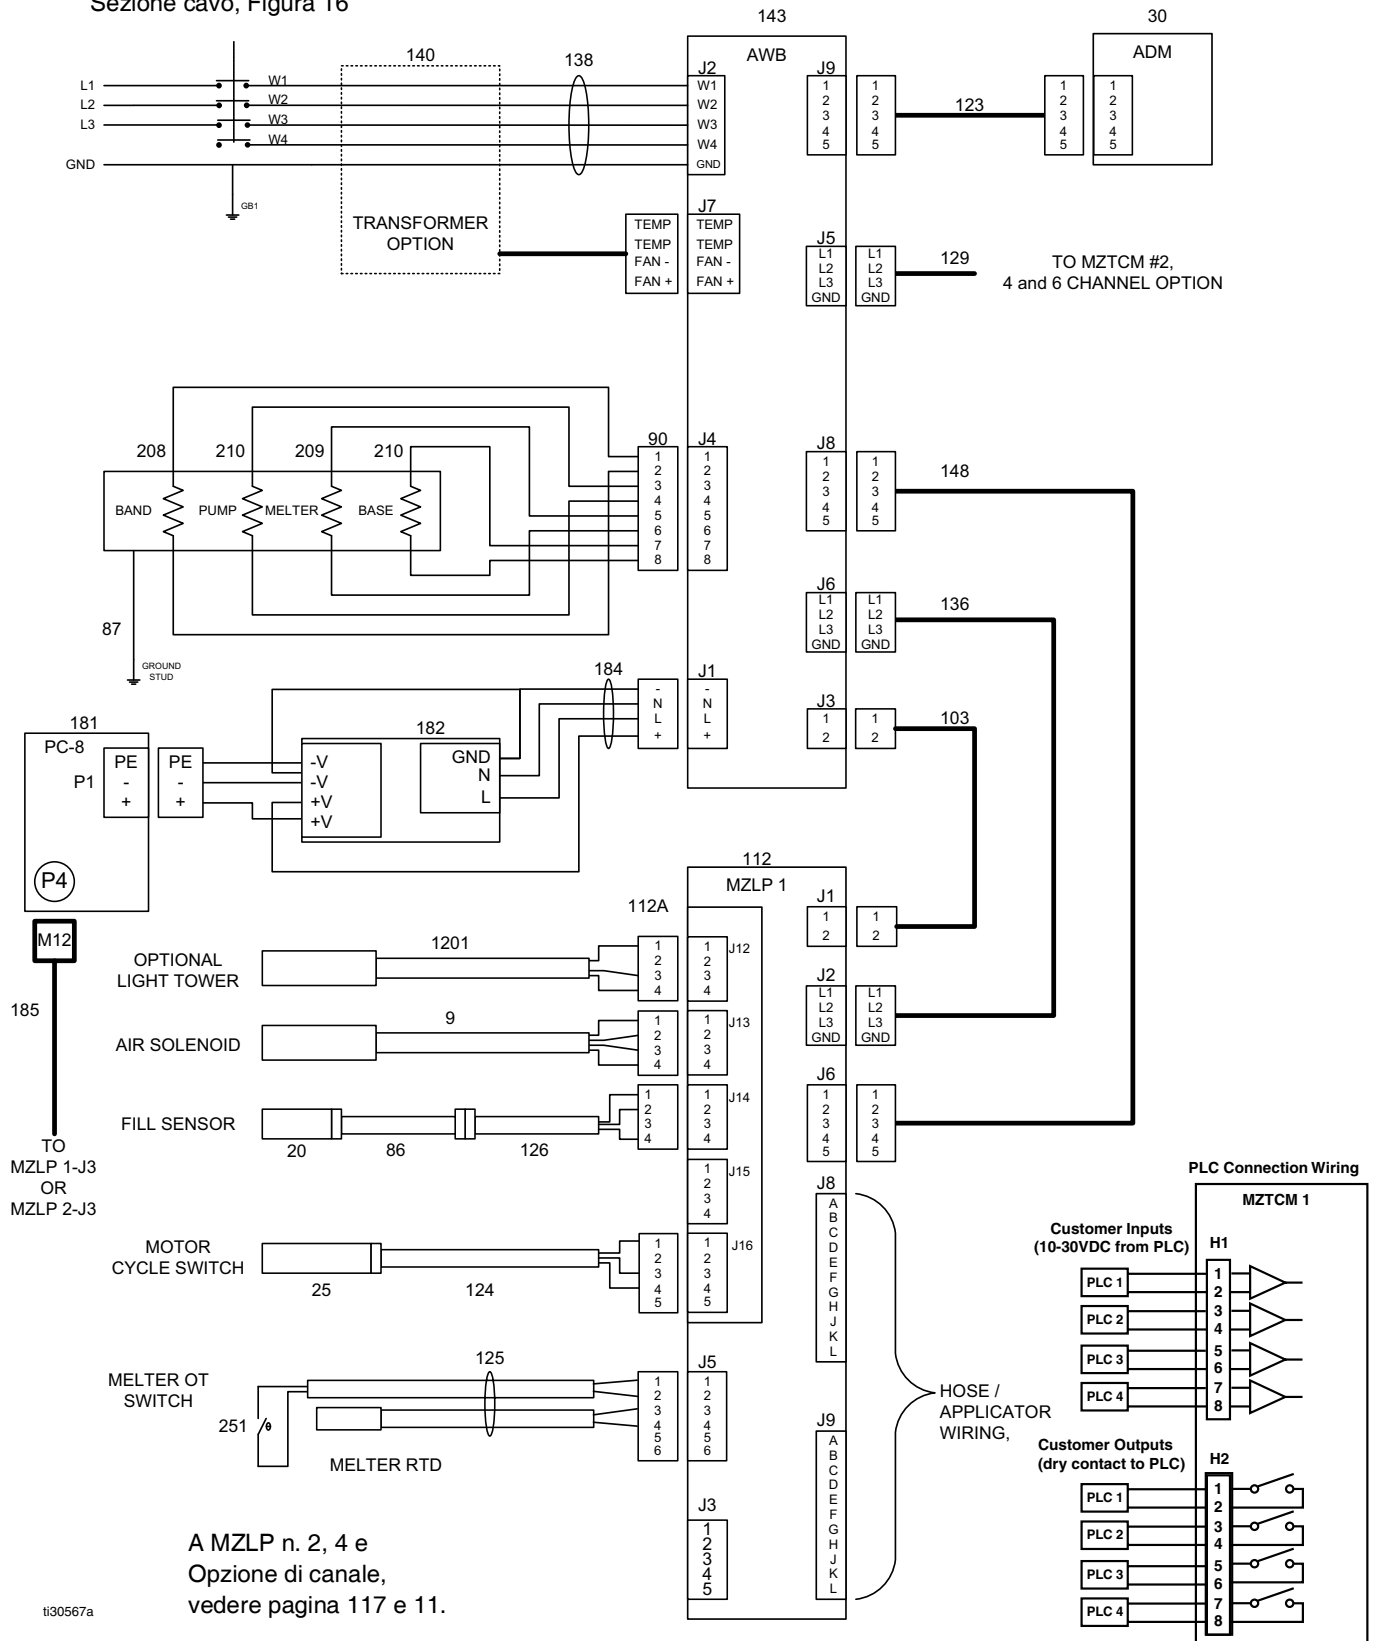 Sezione cavo, Figura 16
143
30
AWB
ADM
140
138
L1
L2
L3
GND
W1
W2
W3
W4
GB1
J2
W1
W2
W3
W4
GND
J9
1
2
3
4
5
1
2
3
4
5
123
1
2
3
4
5
1
2
3
4
5
TRANSFORMER
OPTION
TEMP
TEMP
FAN -
FAN +
J7
TEMP
TEMP
FAN -
FAN +
J5
L1
L2
L3
GND
L1
L2
L3
GND
129
TO MZTCM #2,
4 and 6 CHANNEL OPTION
208
210
209
210
BAND
PUMP
MELTER
BASE
90
1
2
3
4
5
6
7
8
J4
1
2
3
4
5
6
7
8
J8
1
2
3
4
5
1
2
3
4
5
148
87
GROUND
STUD
J6
L1
L2
L3
GND
L1
L2
L3
GND
136
184
-
N
L
+
J1
-
N
L
+
J3
1
2
1
2
103
181
PC-8
P1
PE
-
+
PE
-
+
182
-V
-V
+V
+V
GND
N
L
P4
M12
185
TO
MZLP 1-J3
OR
MZLP 2-J3
112
MZLP 1
112A
J1
1
2
1
2
OPTIONAL
LIGHT TOWER
1201
1
2
3
4
1
2
3
4
J12
J2
L1
L2
L3
GND
L1
L2
L3
GND
AIR SOLENOID
9
1
2
3
4
1
2
3
4
J13
J6
1
2
3
4
5
1
2
3
4
5
FILL SENSOR
20
86
126
1
2
3
4
1
2
3
4
J14
1
2
3
4
J15
MOTOR
CYCLE SWITCH
25
124
1
2
3
4
5
1
2
3
4
5
J16
J8
A
B
C
D
E
F
G
H
J
K
L
MELTER OT
SWITCH
251
θ
125
MELTER RTD
1
2
3
4
5
6
J5
1
2
3
4
5
6
J9
A
B
C
D
E
F
G
H
J
K
L
HOSE /
APPLICATOR
WIRING,
J3
1
2
3
4
5
A MZLP n. 2, 4 e
Opzione di canale,
vedere pagina 117 e 11.
ti30567a
PLC Connection Wiring
MZTCM 1
Customer Inputs
(10-30VDC from PLC)
H1
PLC 1
PLC 2
PLC 3
PLC 4
1
2
3
4
5
6
7
8
Customer Outputs
(dry contact to PLC)
H2
PLC 1
PLC 2
PLC 3
PLC 4
1
2
3
4
5
6
7
8